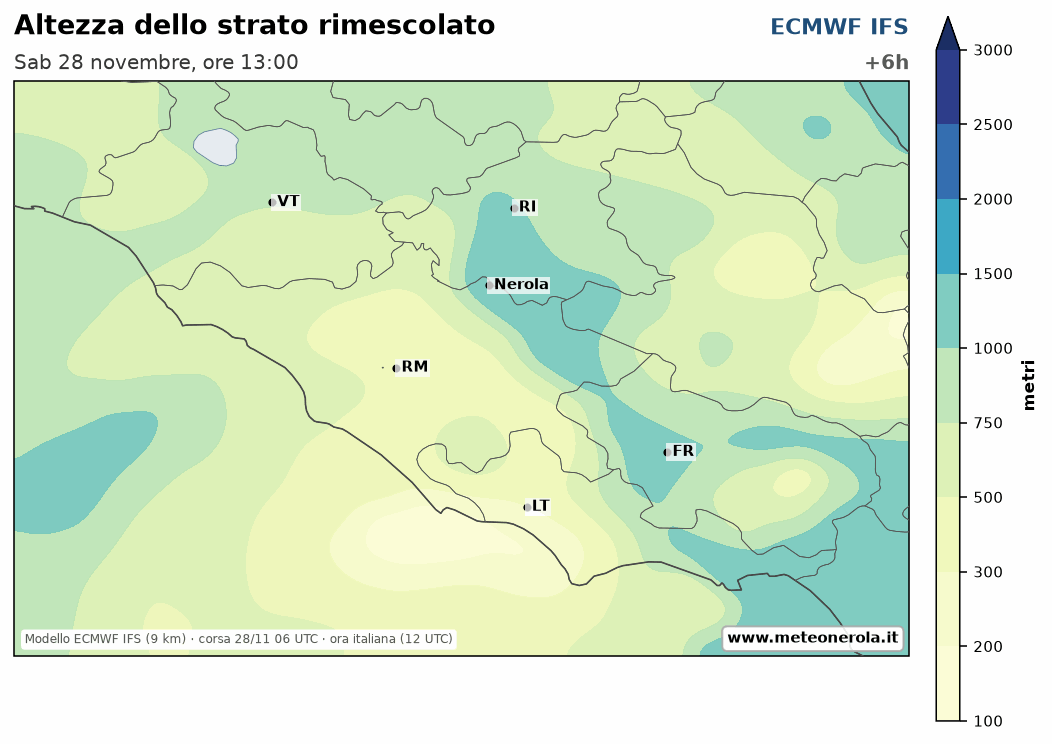 Altezza dello strato rimescolato
ECMWF IFS
Sab 28 novembre, ore 13:00
+6h
3000
2500
2000
1500
1000
750
500
300
200
100
metri
VT
RI
Nerola
RM
FR
LT
Modello ECMWF IFS (9 km) · corsa 28/11 06 UTC · ora italiana (12 UTC)
www.meteonerola.it